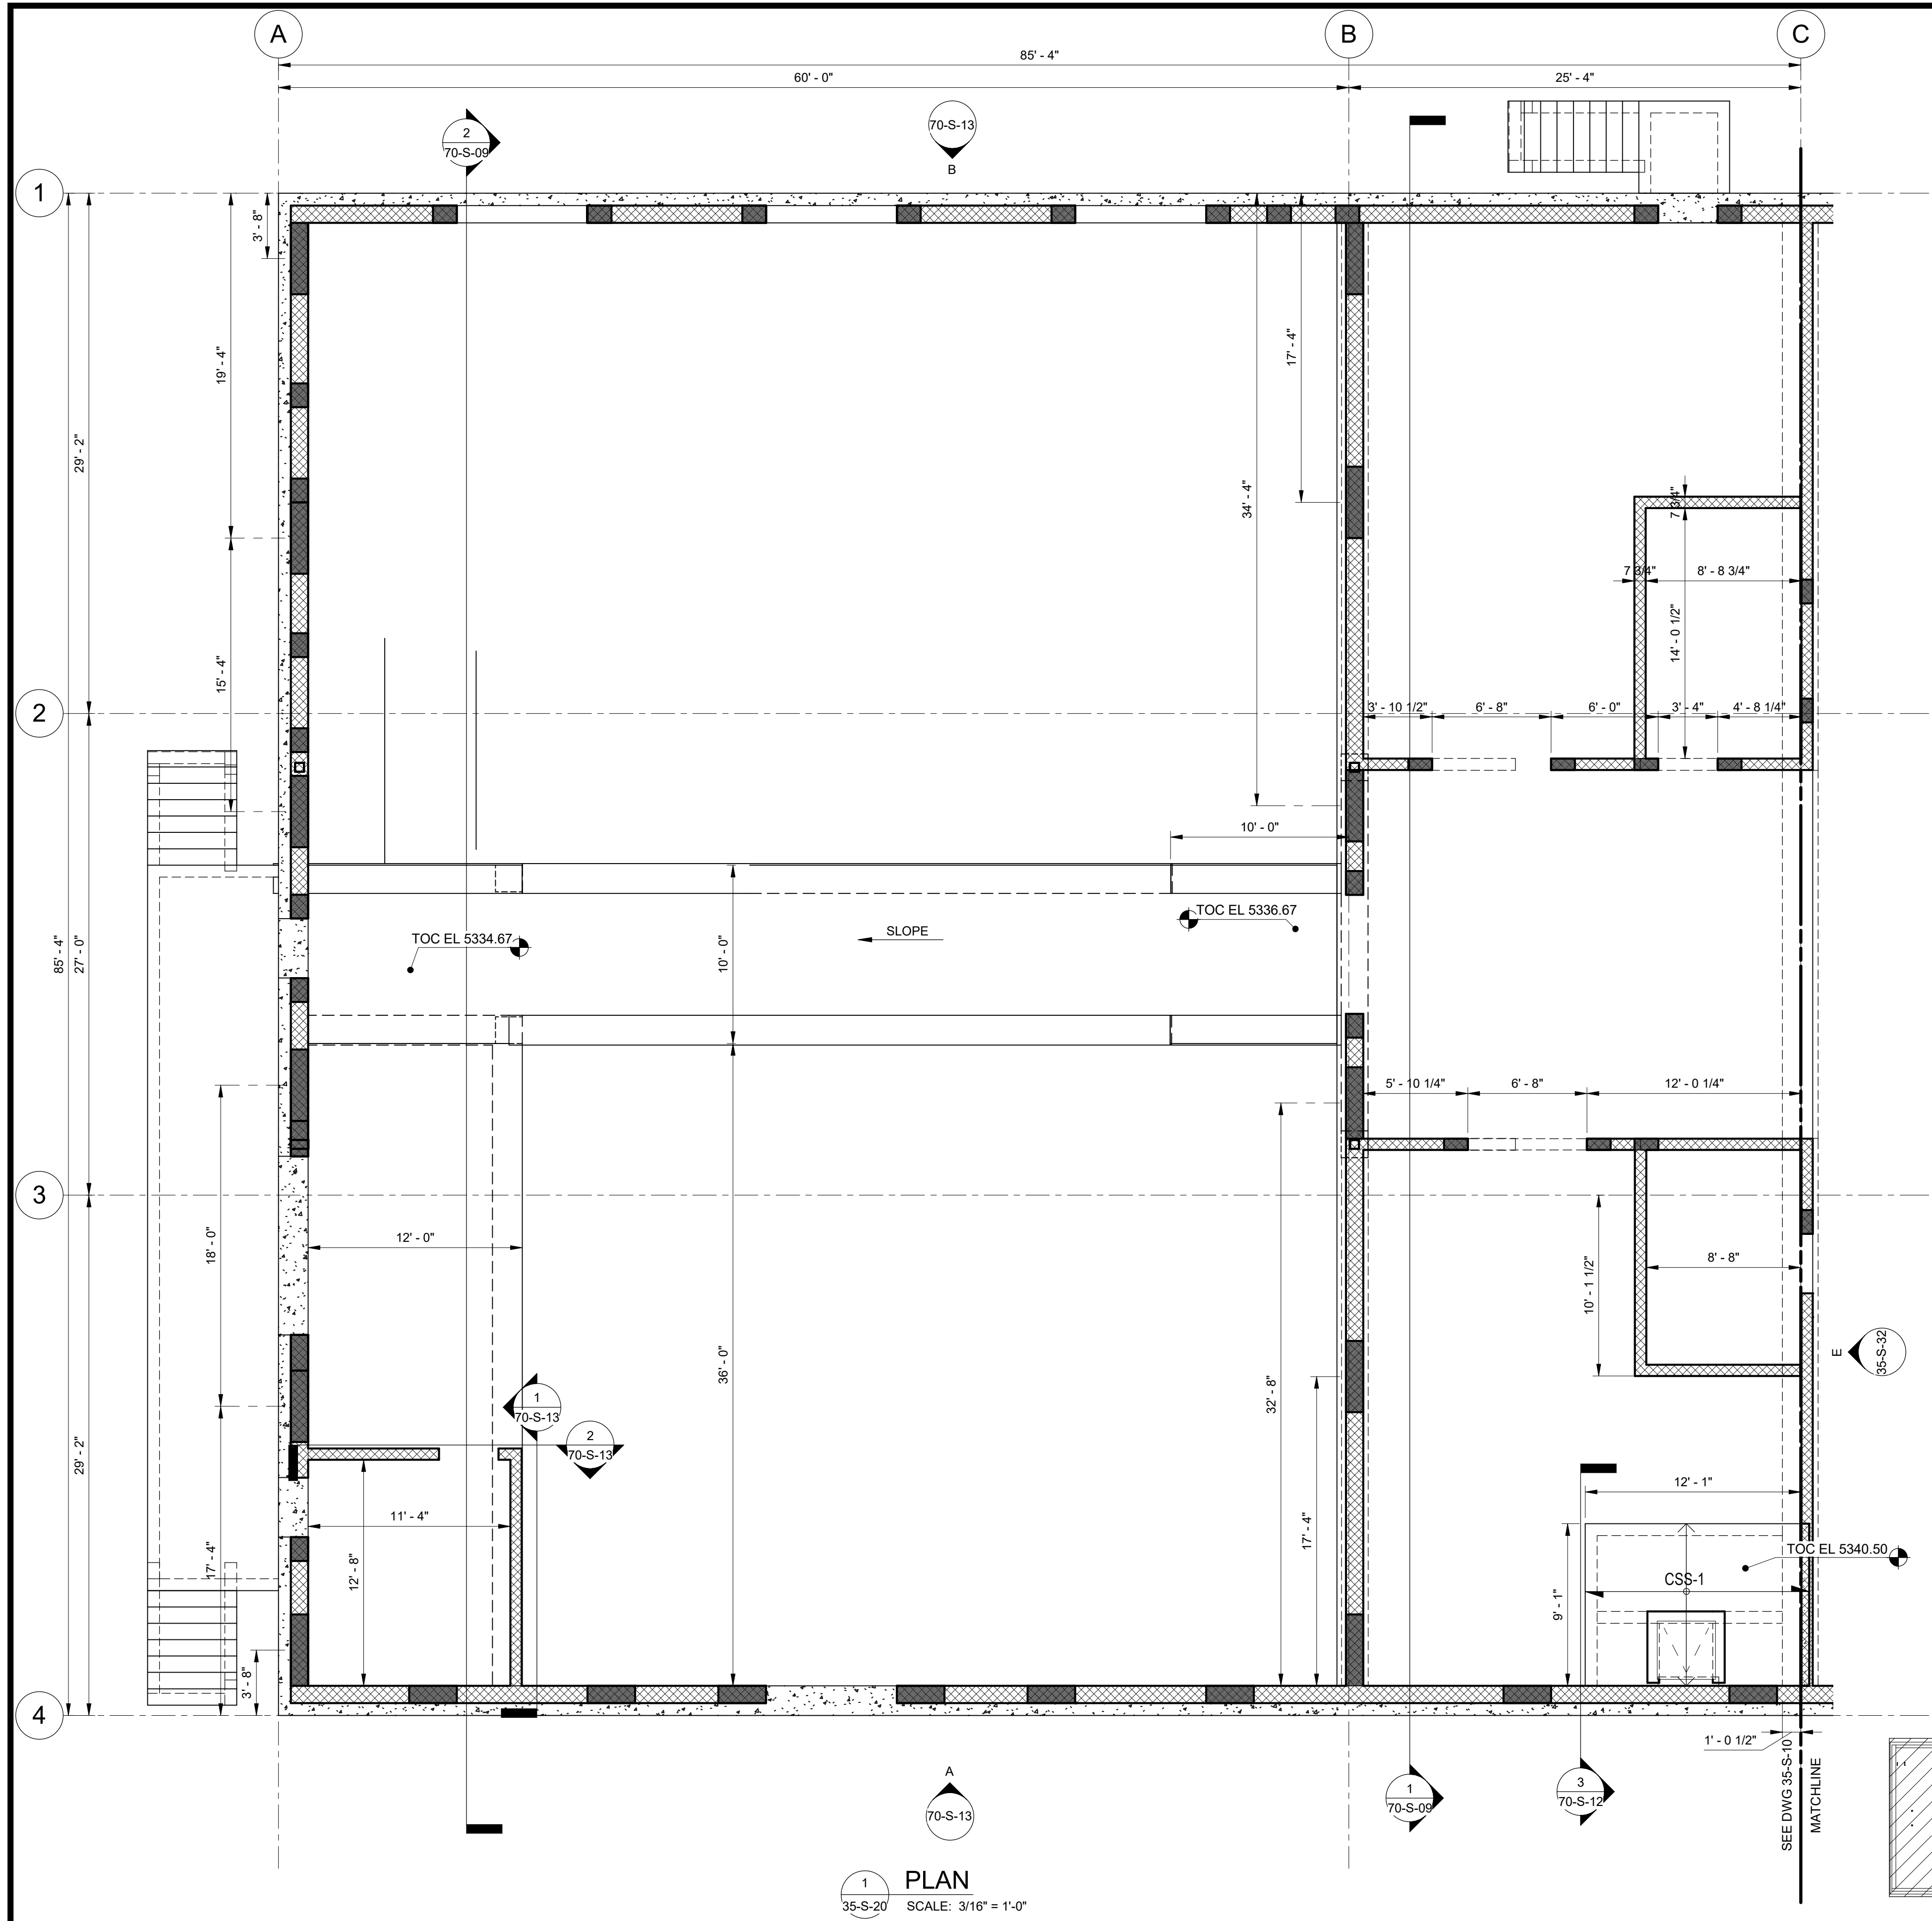 A
B
C
85' - 4"
60' - 0"
25' - 4"
2
70-S-09
70-S-13
B
1
3' - 8"
19' - 4"
17' - 4"
29' - 2"
34' - 4"
7 3/4"
7 3/4"
8' - 8 3/4"
14' - 0 1/2"
15' - 4"
2
3' - 10 1/2"
6' - 8"
6' - 0"
3' - 4"
4' - 8 1/4"
10' - 0"
TOC EL 5334.67
SLOPE
TOC EL 5336.67
85' - 4"
27' - 0"
10' - 0"
5' - 10 1/4"
6' - 8"
12' - 0 1/4"
3
18' - 0"
12' - 0"
10' - 1 1/2"
8' - 8"
36' - 0"
32' - 8"
E
35-S-32
1
70-S-13
2
70-S-13
29' - 2"
12' - 1"
11' - 4"
17' - 4"
17' - 4"
12' - 8"
TOC EL 5340.50
CSS-1
9' - 1"
3' - 8"
4
1' - 0 1/2"
A
70-S-13
1
70-S-09
3
70-S-12
SEE DWG 35-S-10
MATCHLINE
1
35-S-20
PLAN
SCALE: 3/16" = 1'-0"